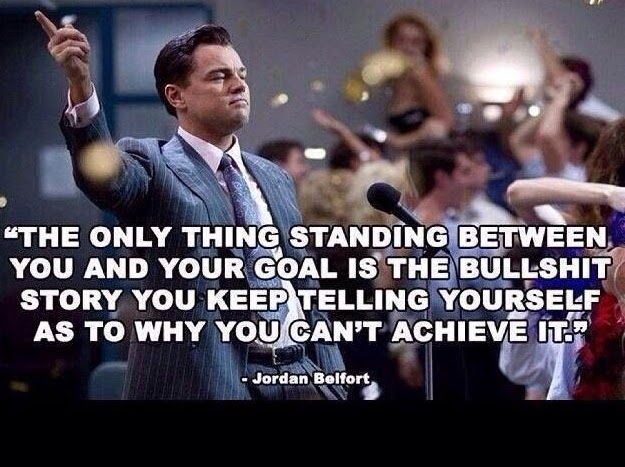 “THE ONLY THING STANDING BETWEEN
YOU AND YOUR GOAL IS THE BULLSHIT
STORY YOU KEEP TELLING YOURSELF
AS TO WHY YOU CAN’T ACHIEVE IT.”
- Jordan Belfort